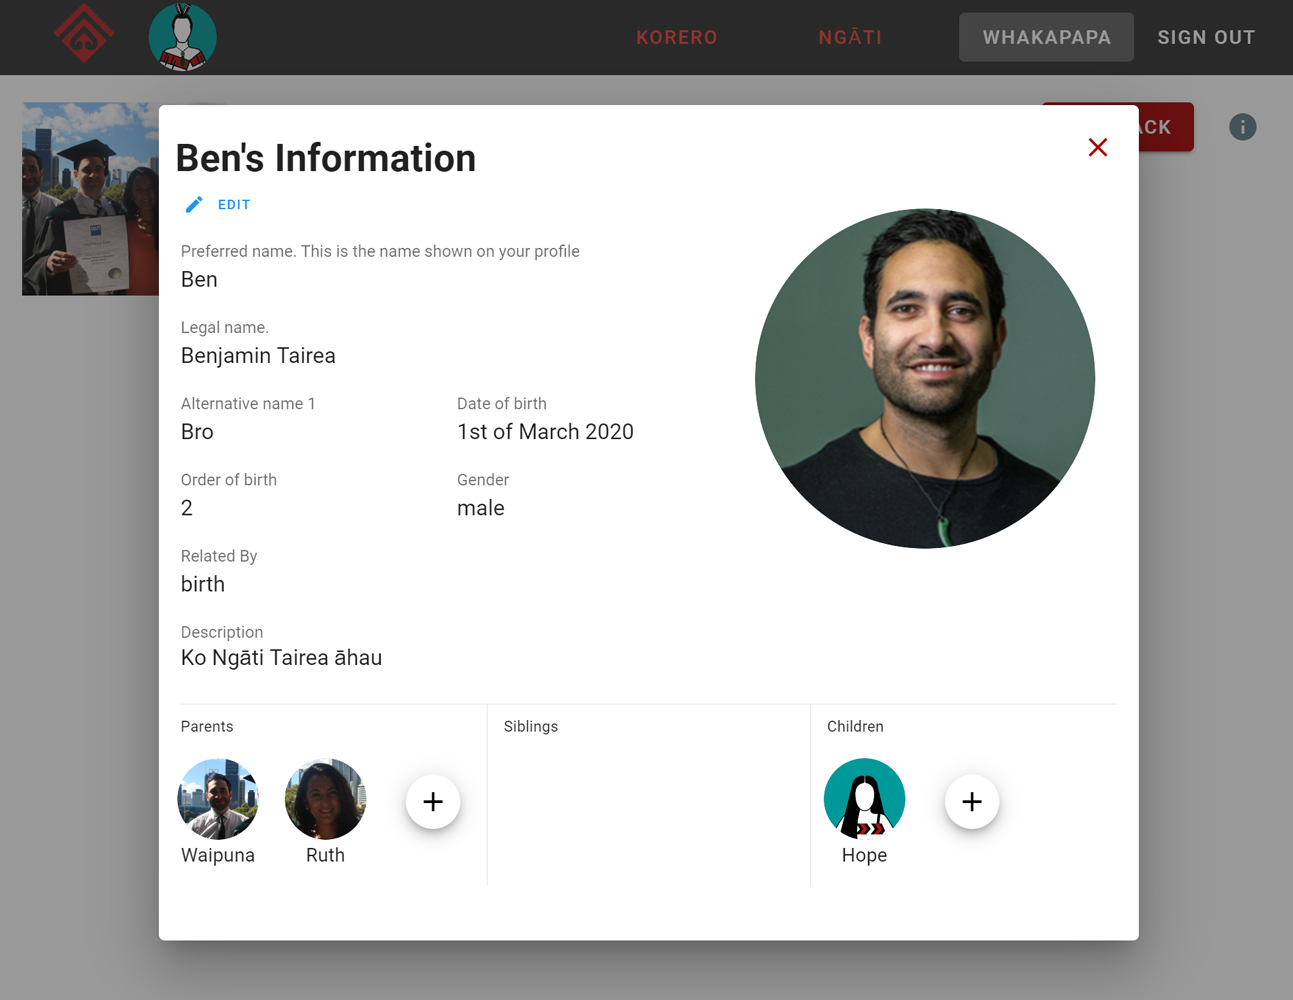 KORERO NGĀTI WHAKAPAPA SIGN OUT
ACK
Ben's Information
EDIT
Preferred name. This is the name shown on your profile
Ben
Legal name.
Benjamin Tairea
Alternative name 1 Date of birth
Bro 1st of March 2020
Order of birth Gender
2 male
Related By
birth
Description
Ko Ngāti Tairea āhau
Parents Siblings Children
Waipuna Ruth Hope